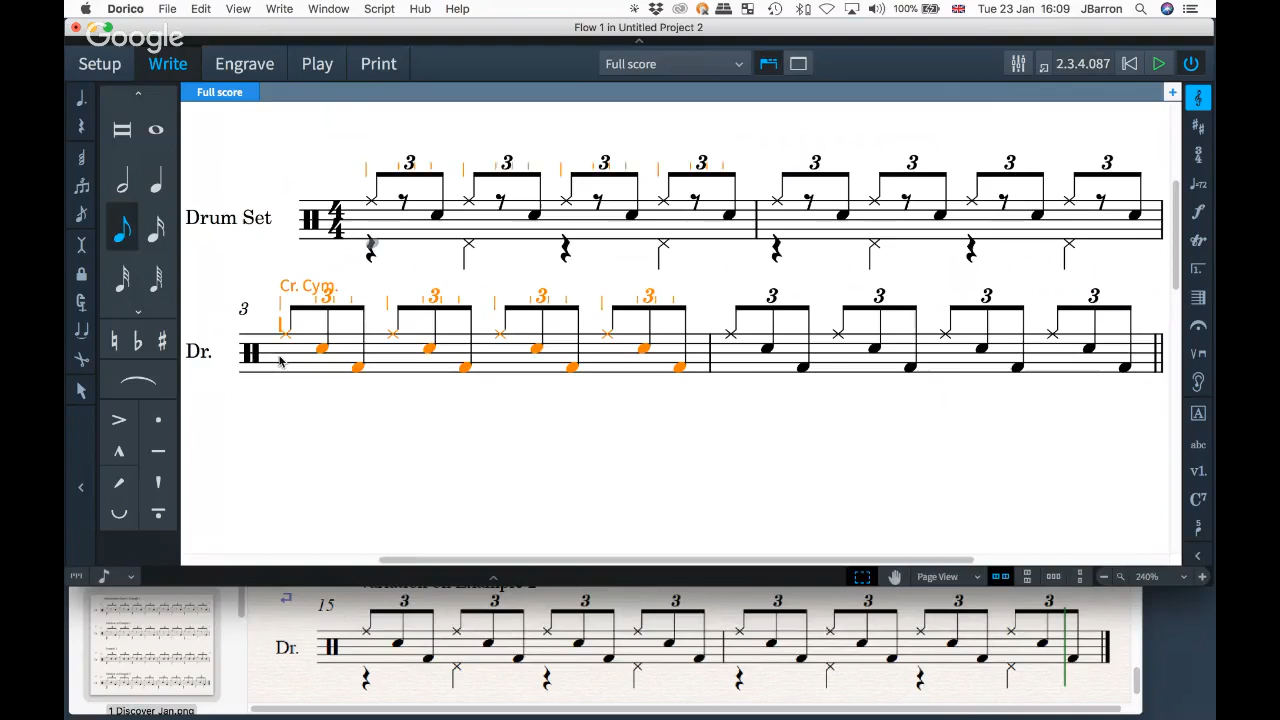 Dorico File Edit View Write Window Script Hub Help 100% Tue 23 Jan 16:09 JBarron
Google
Flow 1 in Untitled Project 2
Setup Write Engrave Play Print Full score 2.3.4.087
Full score
3 3 3 3 3 3 3 3
Drum Set 4/4
Cr. Cym.
3 3 3 3 3 3 3 3 3
Dr.
abc
v1.
C7
Page View 240%
15 3 3 3 3 3 3 3 3
Dr.
1 Discover Jan.png